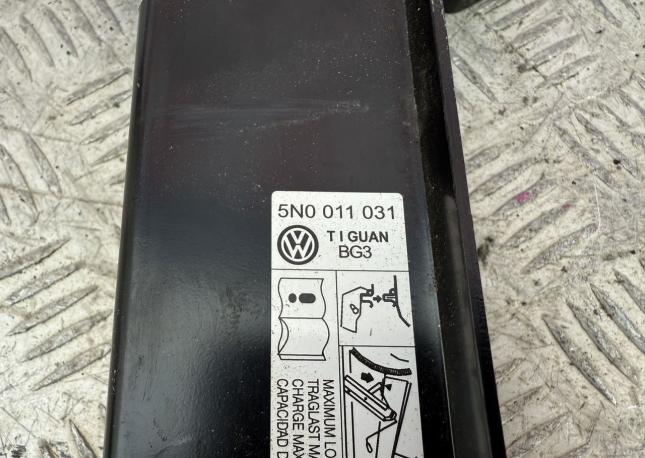 5N0 011 031
TIGUAN
BG3
MAXIMUM LO
TRAGLAST M
CHARGE MAX
CAPACIDAD D